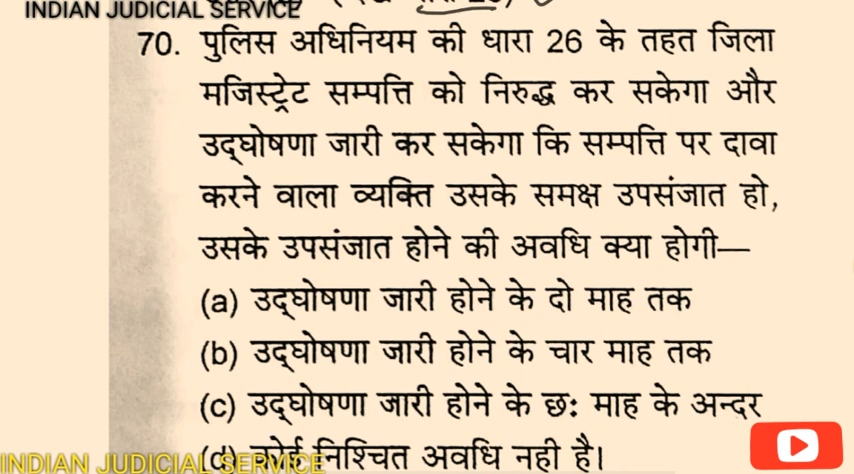 INDIAN JUDICIAL SERVICE
70. पुलिस अधिनियम की धारा 26 के तहत जिला
मजिस्ट्रेट सम्पत्ति को निरुद्ध कर सकेगा और
उद्घोषणा जारी कर सकेगा कि सम्पत्ति पर दावा
करने वाला व्यक्ति उसके समक्ष उपसंजात हो,
उसके उपसंजात होने की अवधि क्या होगी—
(a) उद्घोषणा जारी होने के दो माह तक
(b) उद्घोषणा जारी होने के चार माह तक
(c) उद्घोषणा जारी होने के छः माह के अन्दर
(d) कोई निश्चित अवधि नही है।
INDIAN JUDICIAL SERVICE